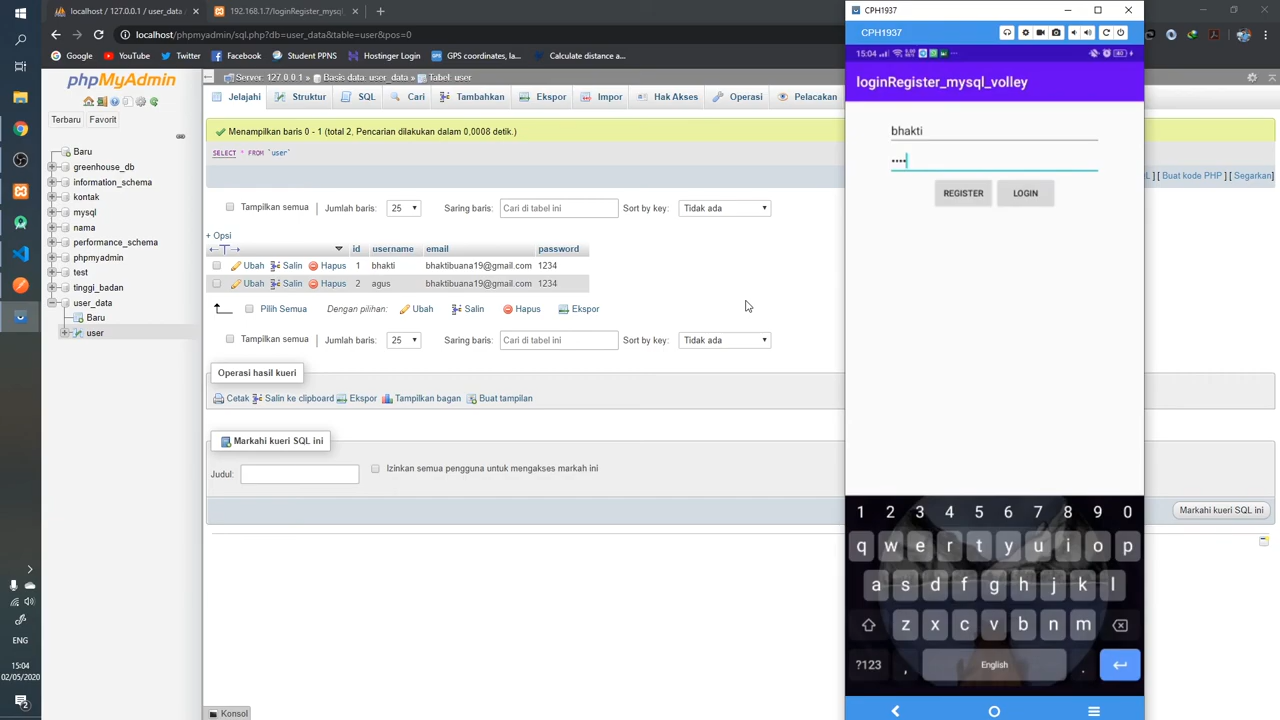 localhost / 127.0.0.1 / user_data
192.168.1.7/loginRegister_mysql
localhost/phpmyadmin/sql.php?db=user_data&table=user&pos=0
Google
YouTube
Twitter
Facebook
Student PPNS
GPS coordinates, la...
Calculate distance a...
phpMyAdmin
Terbaru
Favorit
Baru
greenhouse_db
information_schema
kontak
mysql
nama
performance_schema
phpmyadmin
test
tinggi_badan
user_data
Baru
user
Server: 127.0.0.1 » Basis data: user_data » Tabel: user
Jelajahi
Struktur
SQL
Cari
Tambahkan
Ekspor
Impor
Hak Akses
Operasi
Pelacakan
Menampilkan baris 0 - 1 (total 2, Pencarian dilakukan dalam 0,0008 detik.)
SELECT * FROM `user`
L ] [ Buat kode PHP ] [ Segarkan]
Tampilkan semua
Jumlah baris:
25
Saring baris:
Cari di tabel ini
Sort by key:
Tidak ada
+ Opsi
id username email password
Ubah Salin Hapus 1 bhakti bhaktibuana19@gmail.com 1234
Ubah Salin Hapus 2 agus bhaktibuana19@gmail.com 1234
Pilih Semua
Dengan pilihan:
Ubah
Salin
Hapus
Ekspor
Tampilkan semua
Jumlah baris:
25
Saring baris:
Cari di tabel ini
Sort by key:
Tidak ada
Operasi hasil kueri
Cetak
Salin ke clipboard
Ekspor
Tampilkan bagan
Buat tampilan
Markahi kueri SQL ini
Judul:
Izinkan semua pengguna untuk mengakses markah ini
Markahi kueri SQL ini
Konsol
ENG
15:04
02/05/2020
CPH1937
CPH1937
15:04
loginRegister_mysql_volley
bhakti
••••
REGISTER
LOGIN
1 2 3 4 5 6 7 8 9 0
q w e r t y u i o p
a s d f g h j k l
z x c v b n m
?123 , English .